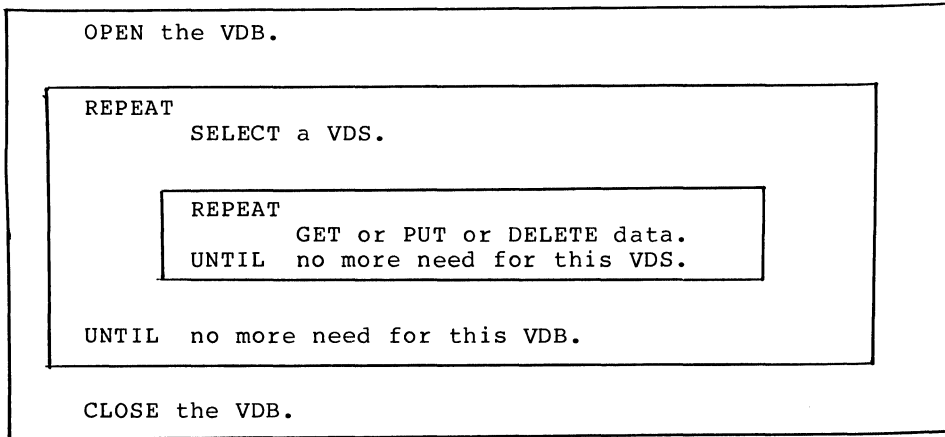 OPEN the VDB.
REPEAT
SELECT a VDS.
REPEAT
GET or PUT or DELETE data.
UNTIL no more need for this VDS.
UNTIL no more need for this VDB.
CLOSE the VDB.